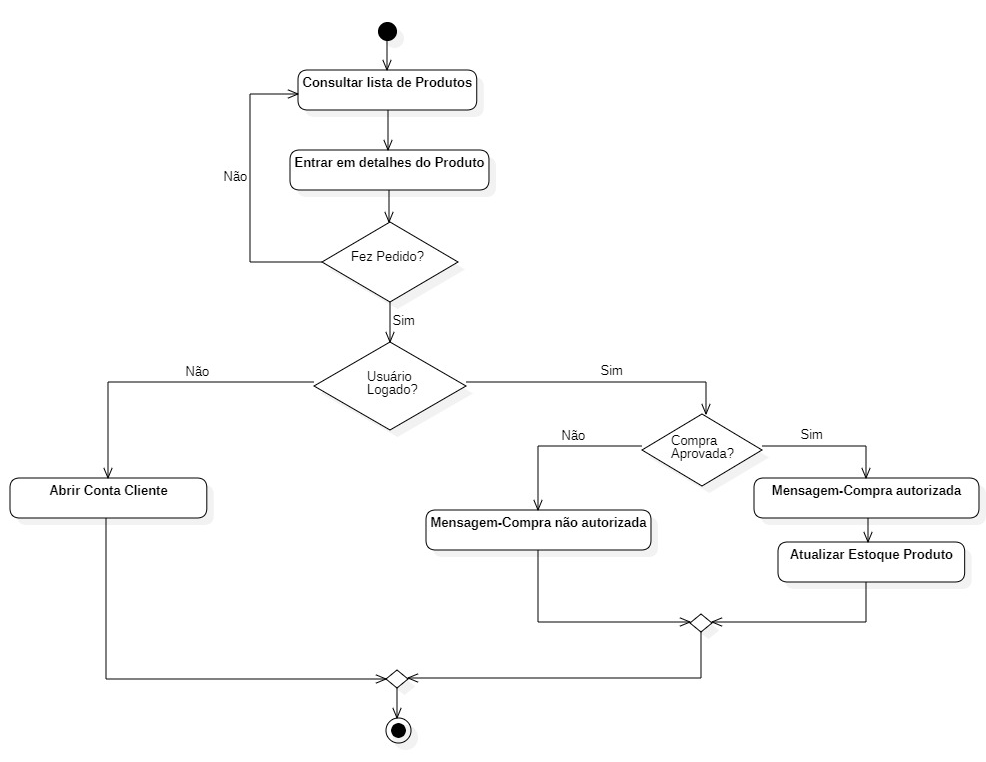 Consultar lista de Produtos
Entrar em detalhes do Produto
Não
Fez Pedido?
Sim
Não
Usuário
Logado?
Sim
Não
Compra
Aprovada?
Sim
Abrir Conta Cliente
Mensagem-Compra autorizada
Mensagem-Compra não autorizada
Atualizar Estoque Produto